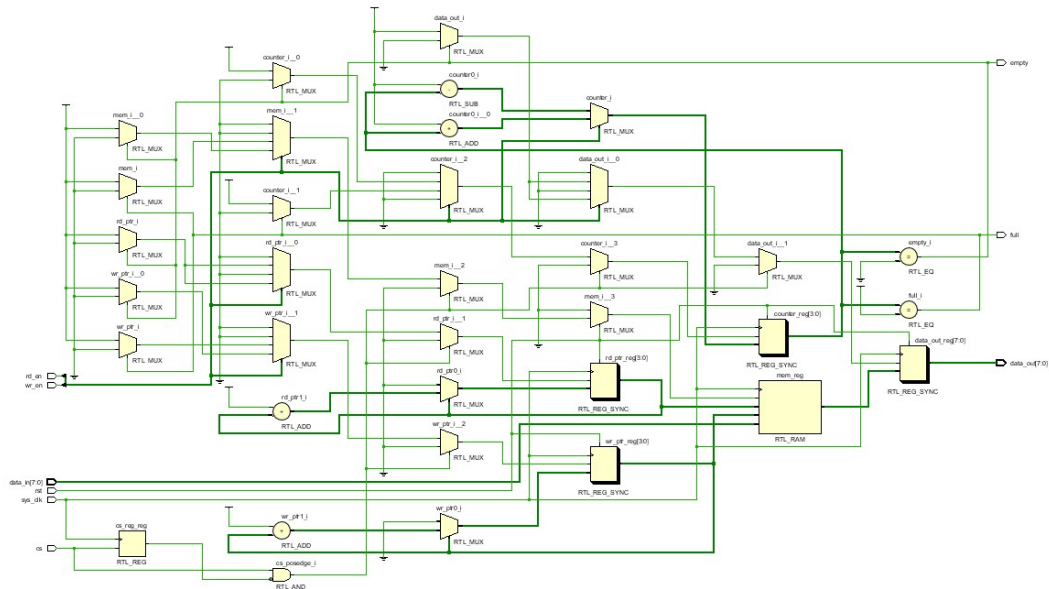 data_out_i
RTL_MUX
counter_i__0
RTL_MUX
empty
counter0_i
RTL_SUB
counter_i
RTL_MUX
mem_i__0
RTL_MUX
mem_i__1
RTL_MUX
counter0_i__0
RTL_ADD
mem_i
RTL_MUX
counter_i__2
RTL_MUX
data_out_i__0
RTL_MUX
counter_i__1
RTL_MUX
rd_ptr_i
RTL_MUX
full
rd_ptr_i__0
RTL_MUX
counter_i__3
RTL_MUX
data_out_i__1
RTL_MUX
empty_i
RTL_EQ
wr_ptr_i__0
RTL_MUX
mem_i__2
RTL_MUX
mem_i__3
RTL_MUX
full_i
RTL_EQ
wr_ptr_i
RTL_MUX
wr_ptr_i__1
RTL_MUX
rd_ptr_i__1
RTL_MUX
counter_reg[3:0]
RTL_REG_SYNC
data_out_reg[7:0]
RTL_REG_SYNC
data_out[7:0]
rd_en
wr_en
rd_ptr0_i
RTL_MUX
rd_ptr_reg[3:0]
RTL_REG_SYNC
mem_reg
RTL_RAM
rd_ptr1_i
RTL_ADD
wr_ptr_i__2
RTL_MUX
wr_ptr_reg[3:0]
RTL_REG_SYNC
data_in[7:0]
rst
sys_clk
wr_ptr1_i
RTL_ADD
wr_ptr0_i
RTL_MUX
cs_reg_reg
RTL_REG
cs
cs_posedge_i
RTL_AND